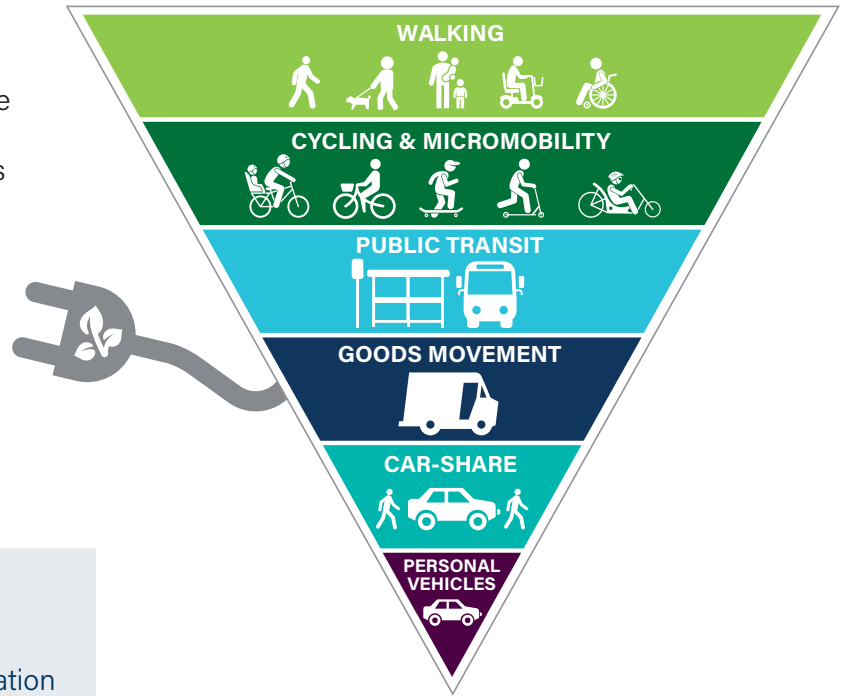 WALKING
e
CYCLING & MICROMOBILITY
s
PUBLIC TRANSIT
GOODS MOVEMENT
CAR-SHARE
PERSONAL
VEHICLES
ation